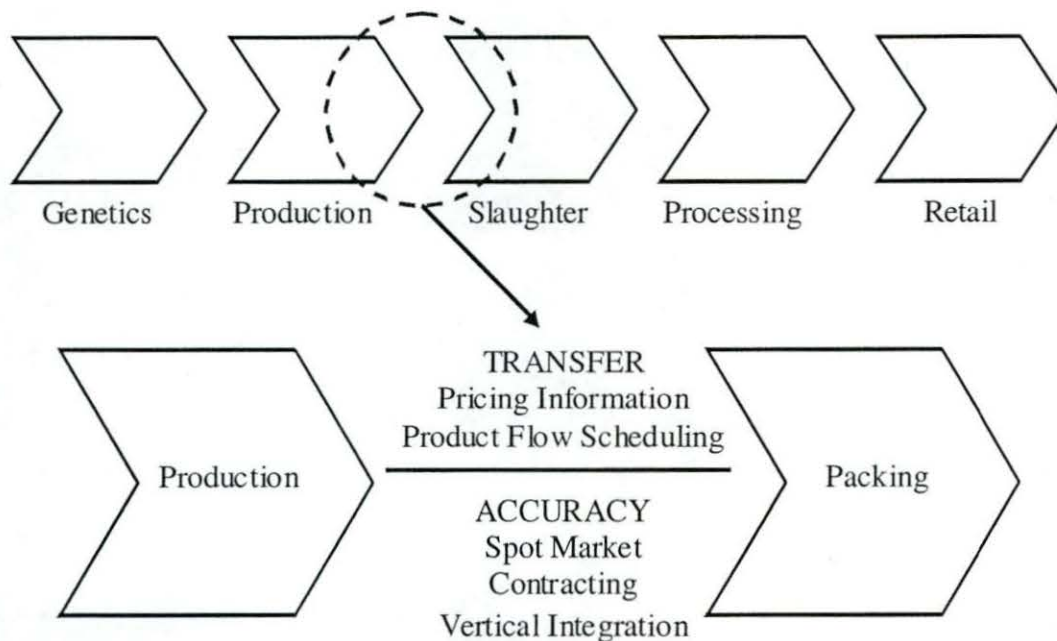 Genetics
Production
Slaughter
Processing
Retail
TRANSFER
Pricing Information
Product Flow Scheduling
Production
Packing
ACCURACY
Spot Market
Contracting
Vertical Integration